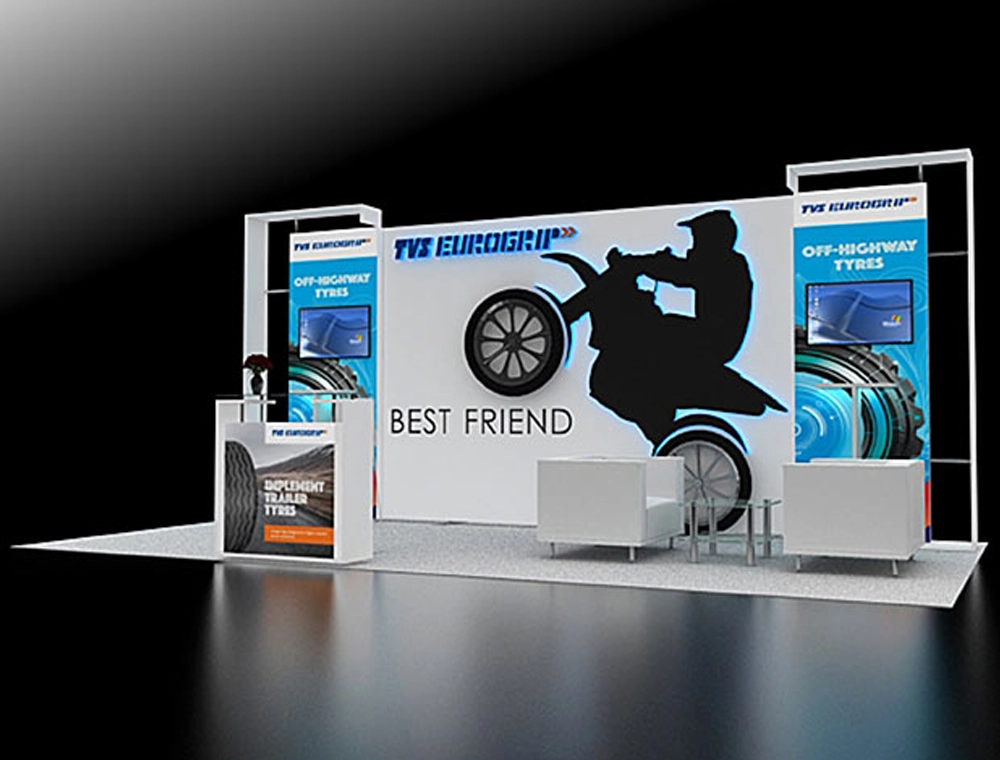 TVS EUROGRIP
OFF-HIGHWAY
TYRES
TVS EUROGRIP
BEST FRIEND
TVS EUROGRIP
OFF-HIGHWAY
TYRES
TVS EUROGRIP
IMPLEMENT
TRAILER
TYRES